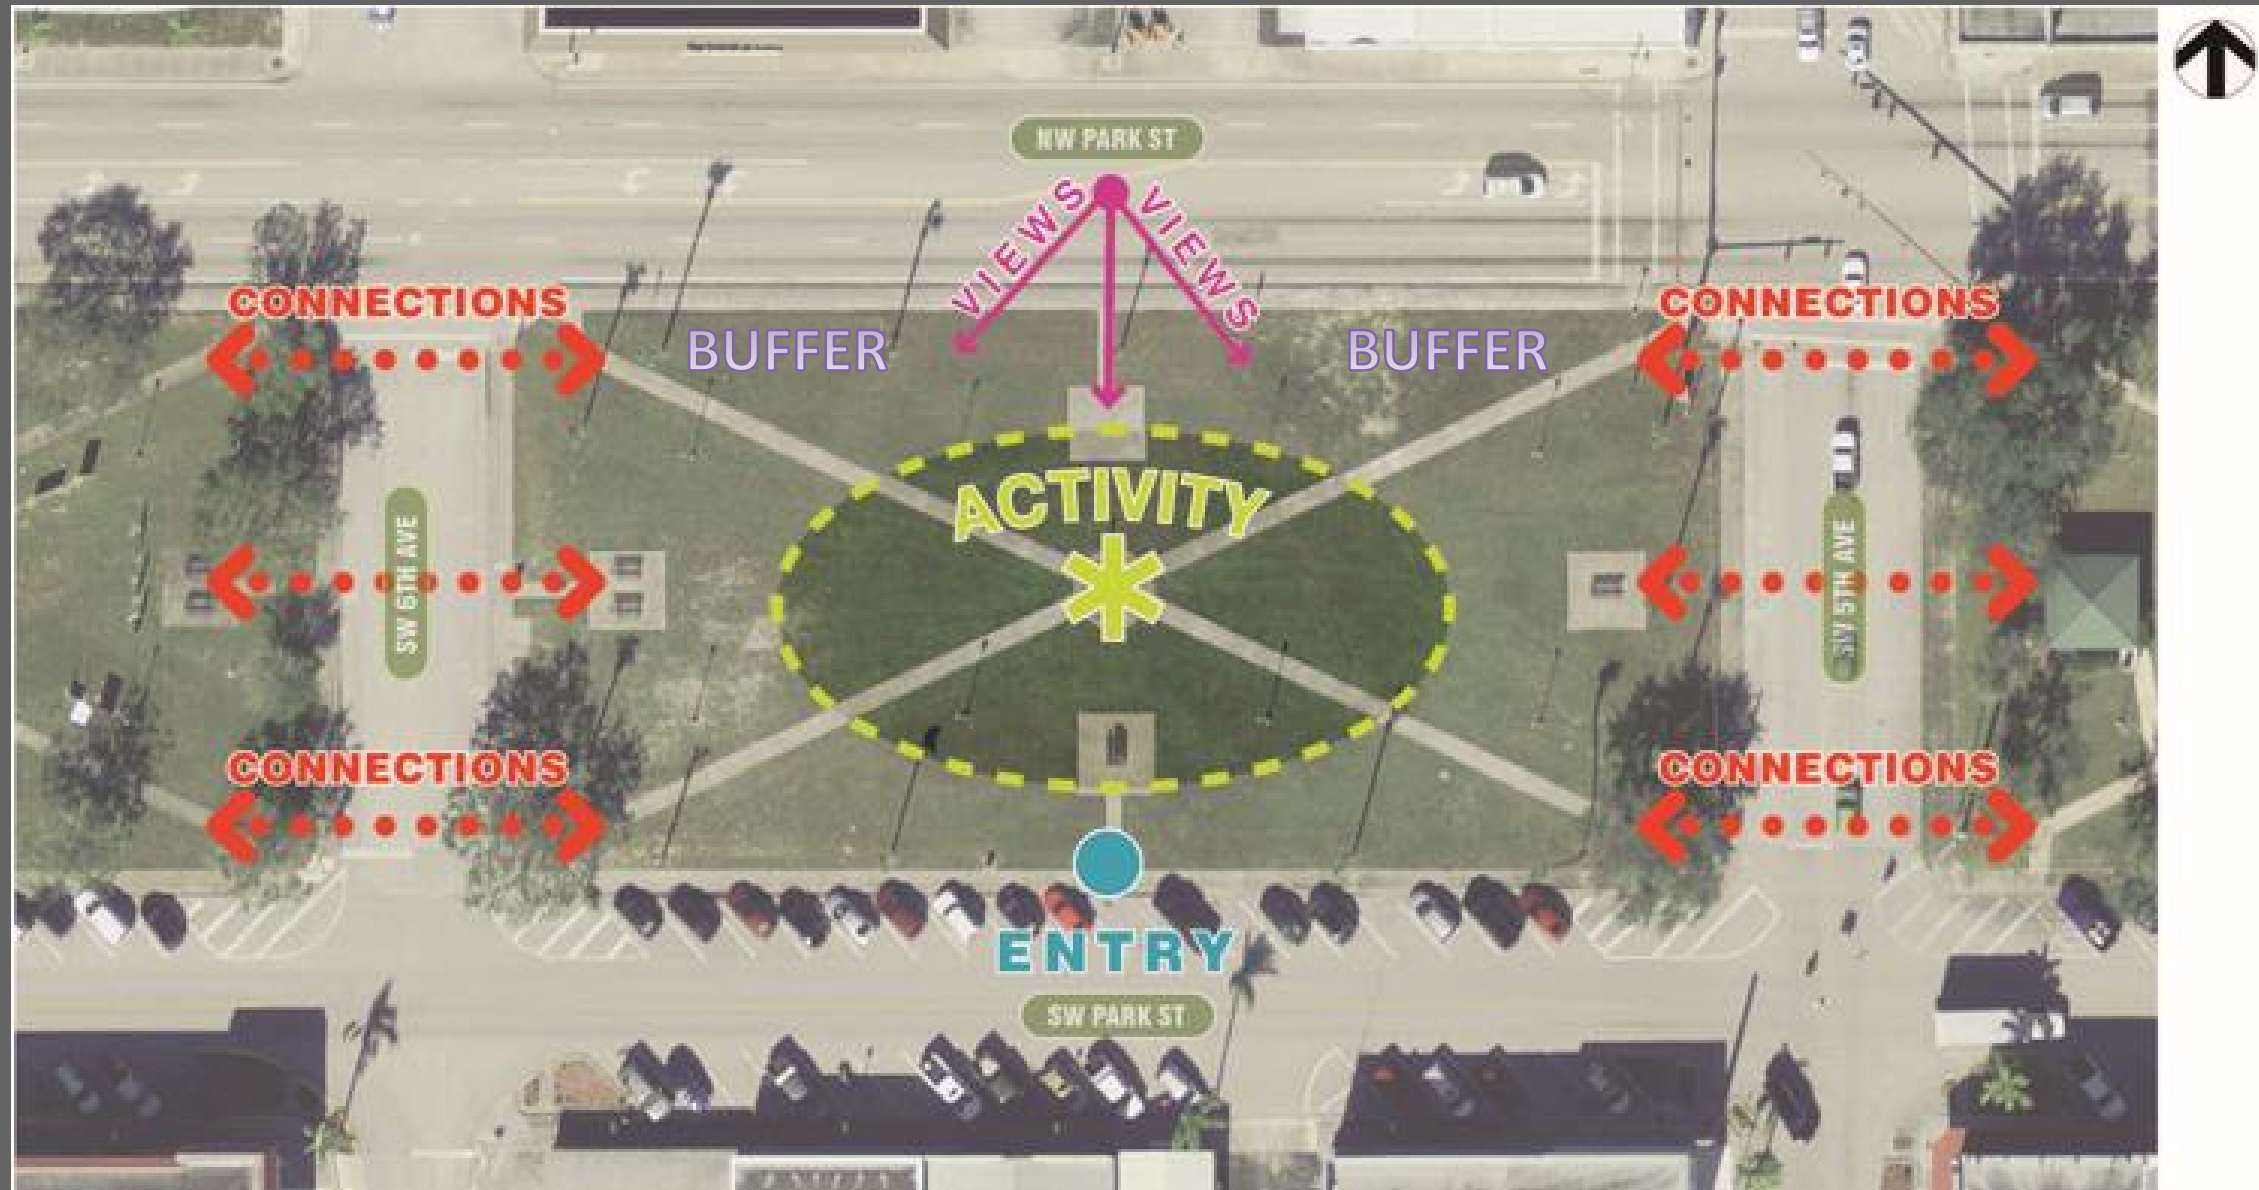 NW PARK ST
VIEWS
VIEWS
CONNECTIONS
CONNECTIONS
BUFFER
BUFFER
ACTIVITY
SW 6TH AVE
SW 5TH AVE
CONNECTIONS
CONNECTIONS
ENTRY
SW PARK ST